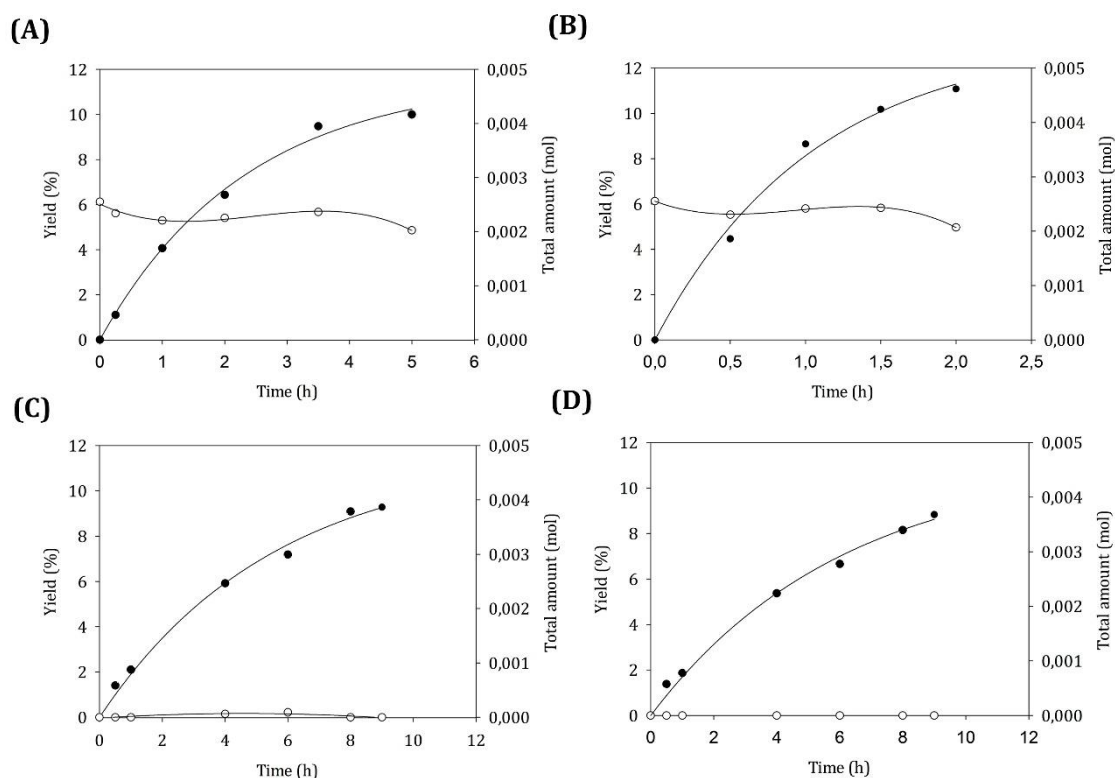 (A)
12
10
8
6
4
2
0
Yield (%)
0,005
0,004
0,003
0,002
0,001
0,000
Total amount (mol)
0 1 2 3 4 5 6
Time (h)
(B)
12
10
8
6
4
2
0
Yield (%)
0,005
0,004
0,003
0,002
0,001
0,000
Total amount (mol)
0,0 0,5 1,0 1,5 2,0 2,5
Time (h)
(C)
12
10
8
6
4
2
0
Yield (%)
0,005
0,004
0,003
0,002
0,001
0,000
Total amount (mol)
0 2 4 6 8 10 12
Time (h)
(D)
12
10
8
6
4
2
0
Yield (%)
0,005
0,004
0,003
0,002
0,001
0,000
Total amount (mol)
0 2 4 6 8 10 12
Time (h)